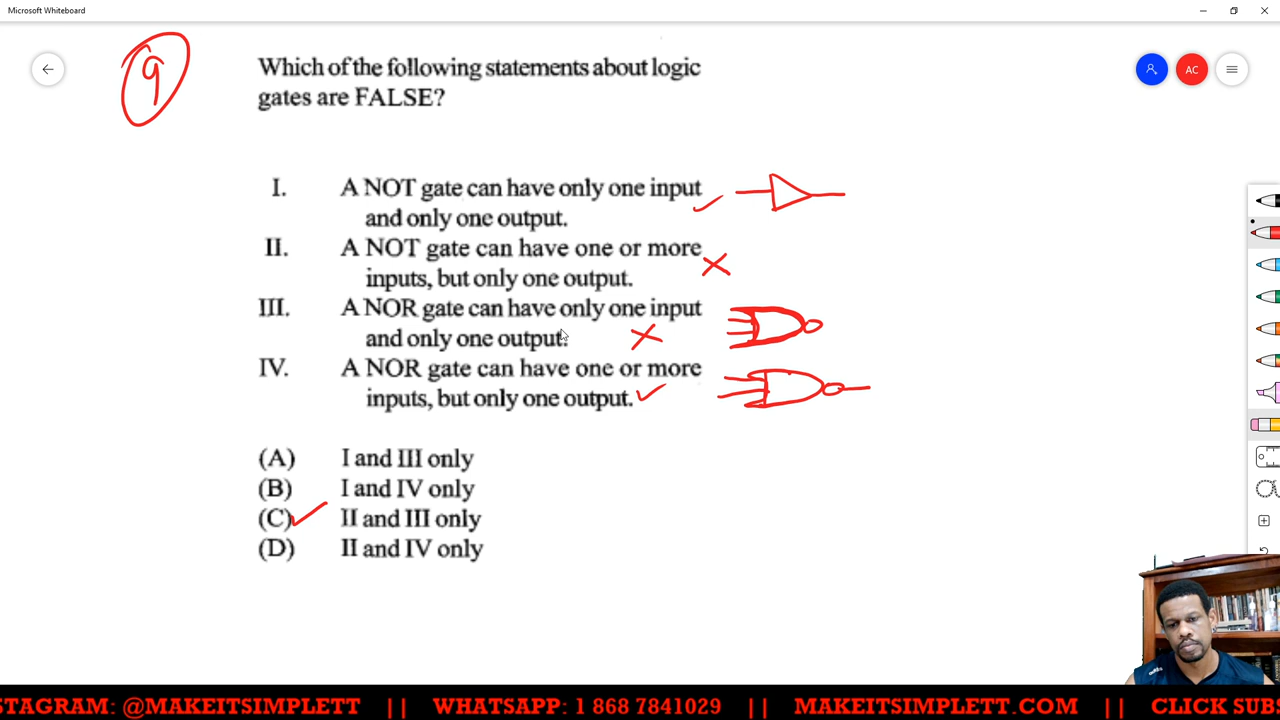 Microsoft Whiteboard
9
AC
Which of the following statements about logic
gates are FALSE?
I. A NOT gate can have only one input
and only one output.
II. A NOT gate can have one or more
inputs, but only one output.
III. A NOR gate can have only one input
and only one output.
IV. A NOR gate can have one or more
inputs, but only one output.
(A) I and III only
(B) I and IV only
(C) II and III only
(D) II and IV only
STAGRAM: @MAKEITSIMPLETT || WHATSAPP: 1 868 7841029 || MAKEITSIMPLETT.COM || CLICK SUB